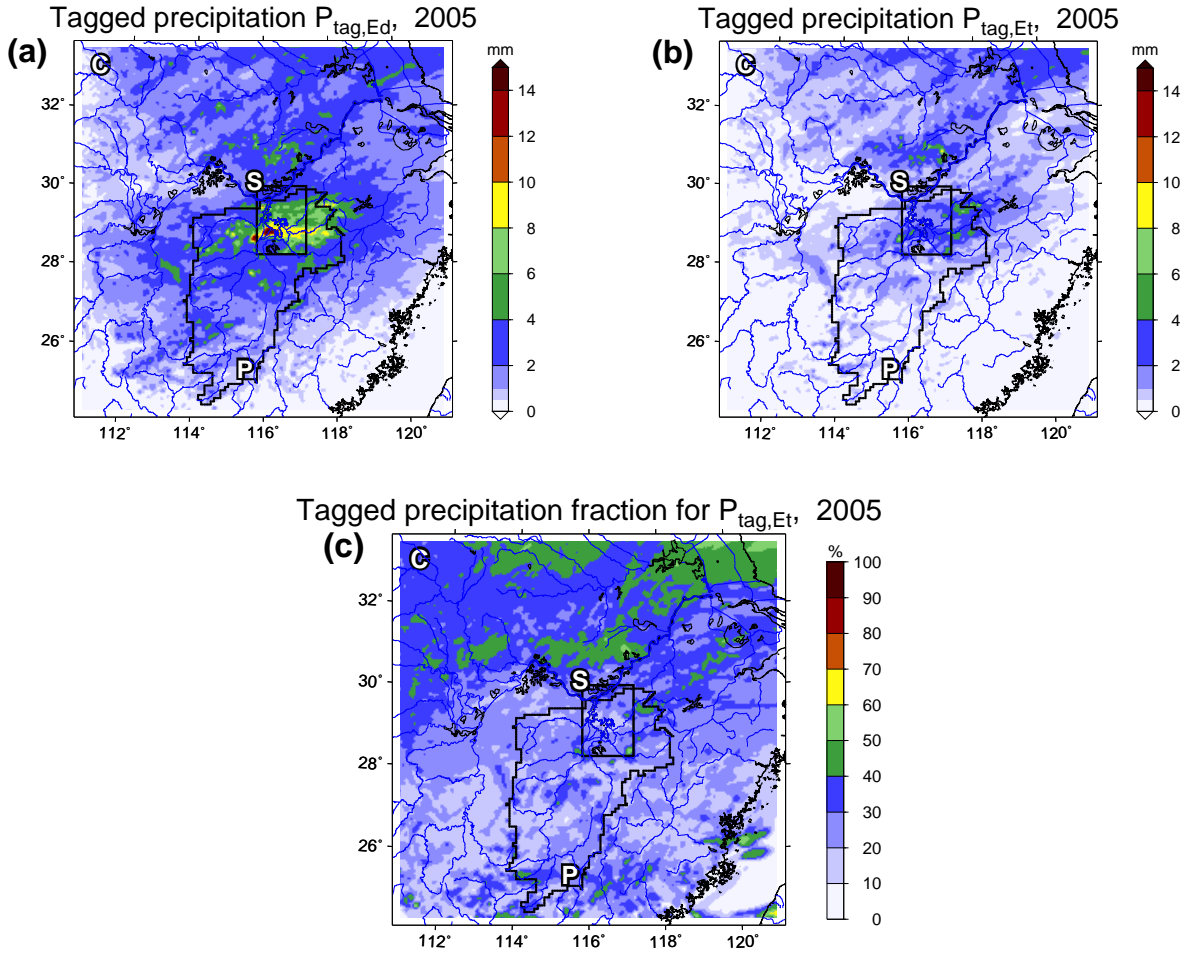 Tagged precipitation Ptag,Ed, 2005
(a)
mm
C
S
P
32°
30°
28°
26°
112° 114° 116° 118° 120°
14
12
10
8
6
4
2
0
Tagged precipitation Ptag,Et, 2005
(b)
mm
C
S
P
32°
30°
28°
26°
112° 114° 116° 118° 120°
14
12
10
8
6
4
2
0
Tagged precipitation fraction for Ptag,Et, 2005
(c)
%
C
S
P
32°
30°
28°
26°
112° 114° 116° 118° 120°
100
90
80
70
60
50
40
30
20
10
0